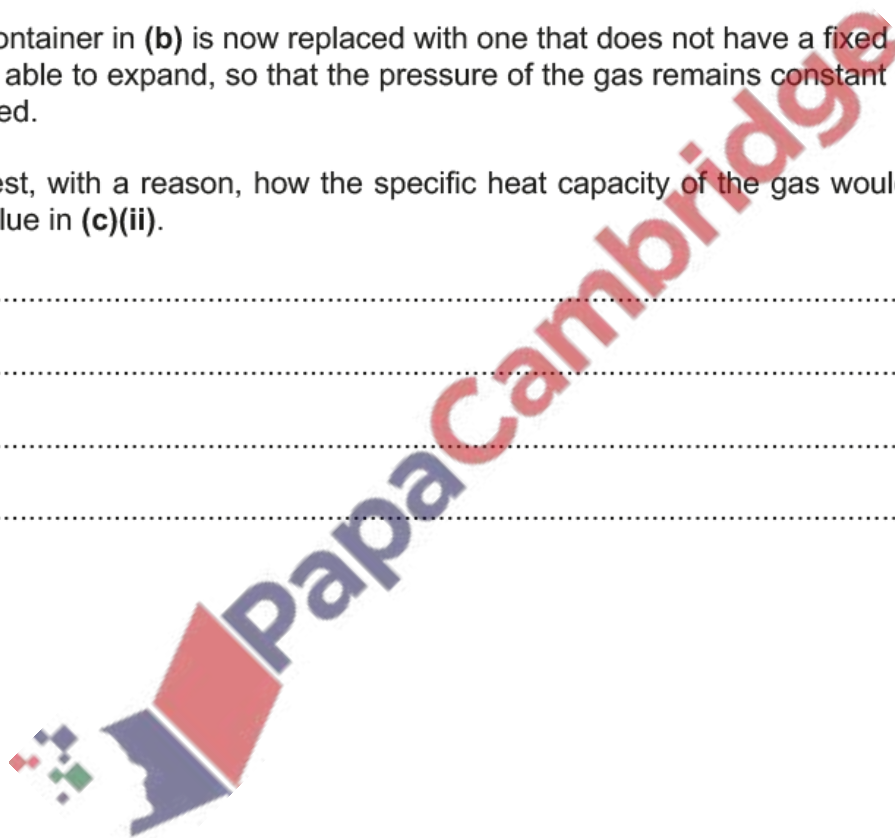 ontainer in (b) is now replaced with one that does not have a fixed
able to expand, so that the pressure of the gas remains constant
ed.
est, with a reason, how the specific heat capacity of the gas woul
lue in (c)(ii).
PapaCambridge